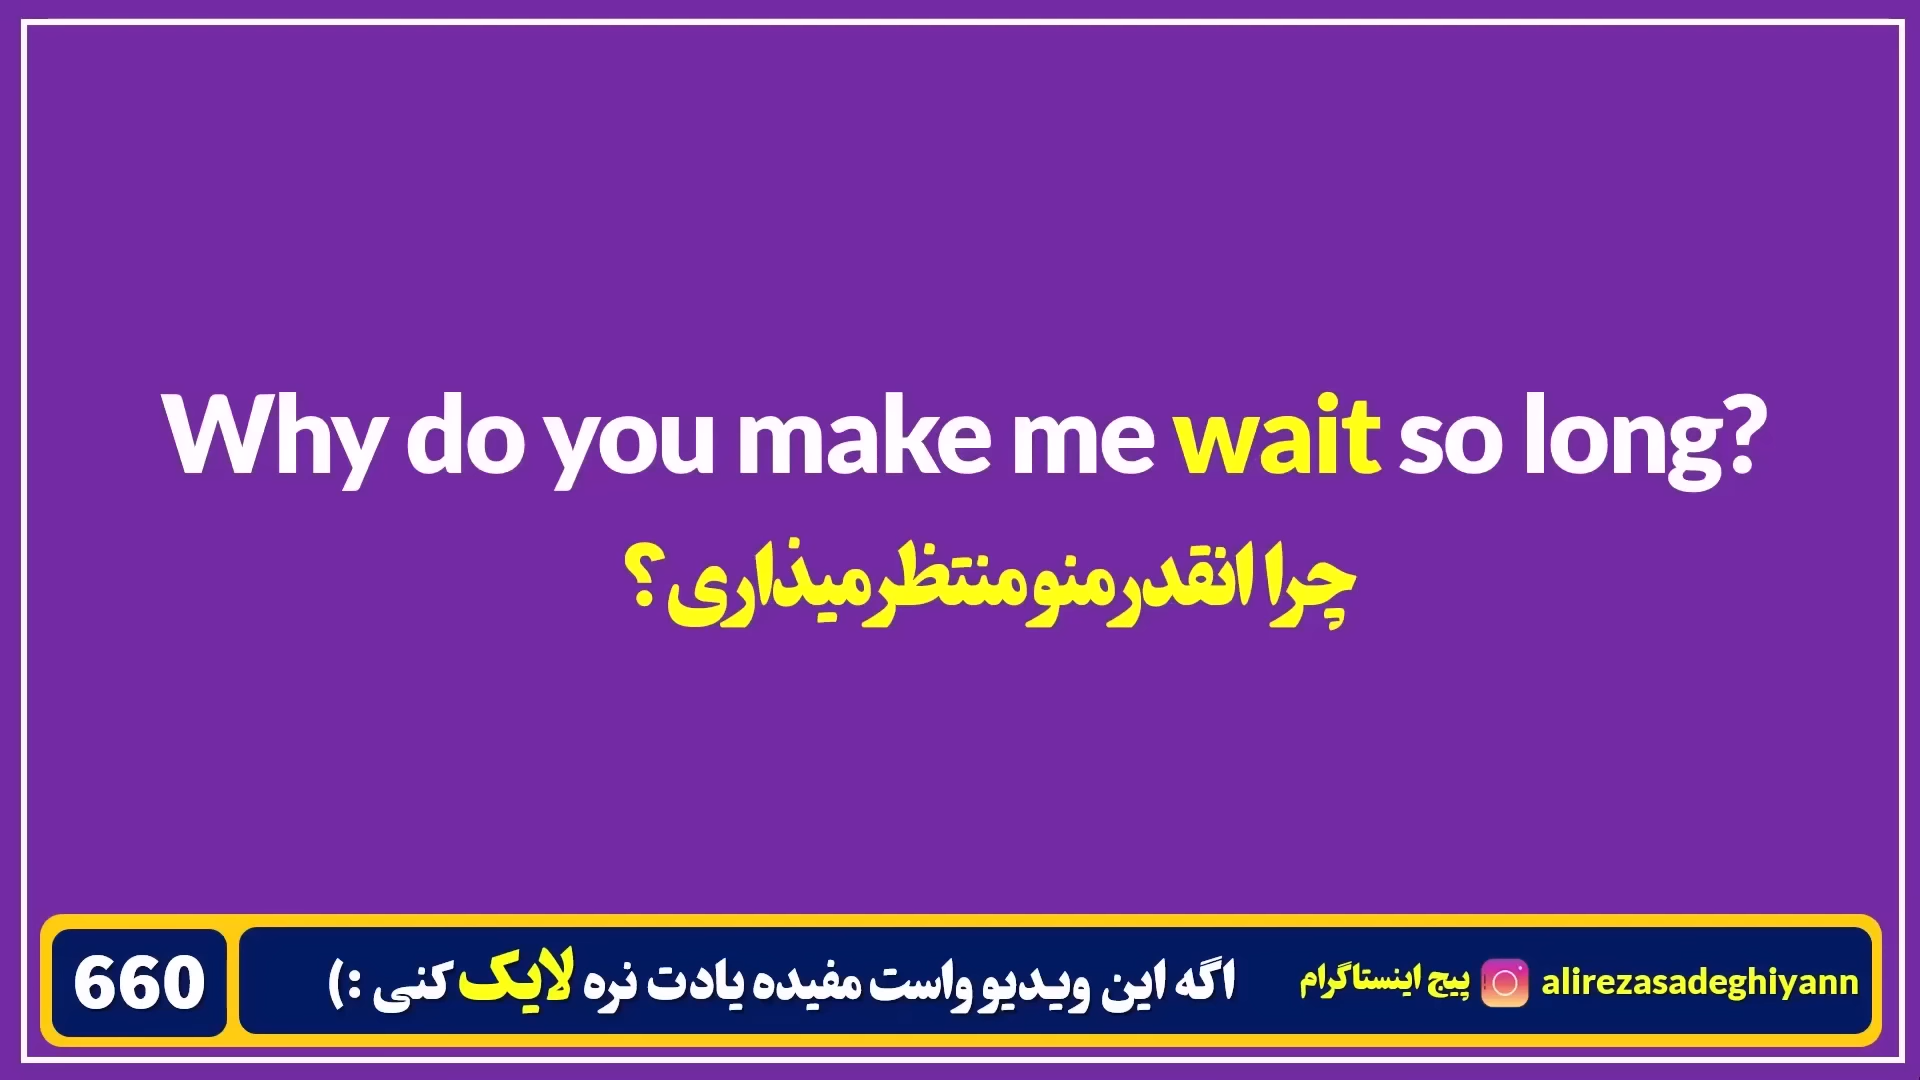 Why do you make me wait so long?
چرا انقدر منو منتظر میذاری؟
660
اگه این ویدیو واست مفیده یادت نره لایک کنی :)
پیج اینستاگرام
alirezasadeghiyann